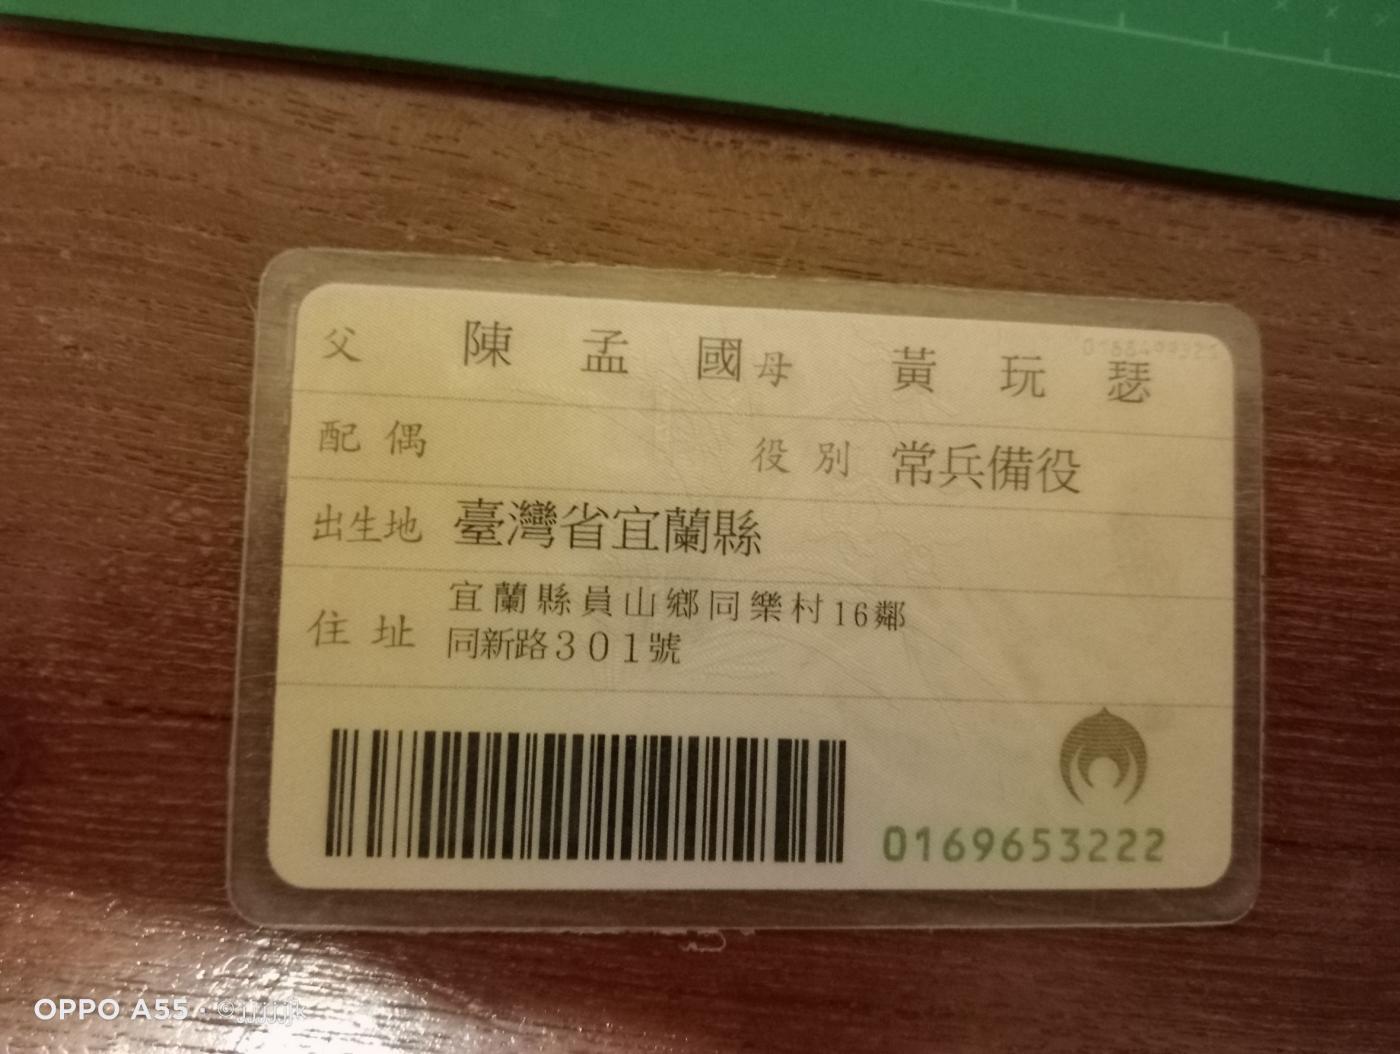 父 陳孟國 母 黃玩瑟
配偶 役別 常兵備役
出生地 臺灣省宜蘭縣
住址 宜蘭縣員山鄉同樂村16鄰
同新路301號
0169653222
OPPO A55 · ©jjjjjjk